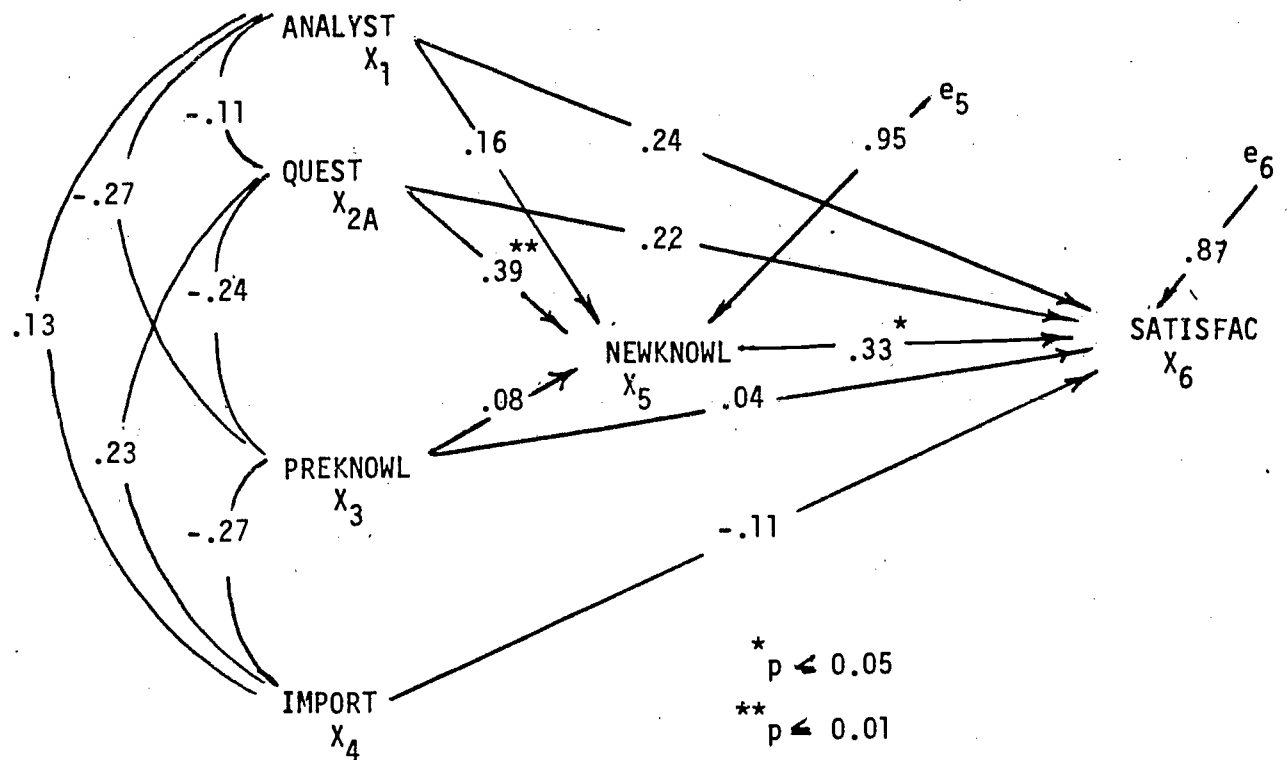 ANALYST
X1
-.11
.16
.24
.95
e5
e6
QUEST
X2A
-.27
.22
.39**
.87
-.24
.13
NEWKNOWL
X5
.33*
SATISFAC
X6
.08
.04
.23
PREKNOWL
X3
-.27
-.11
IMPORT
X4
*p ≤ 0.05
**p ≤ 0.01